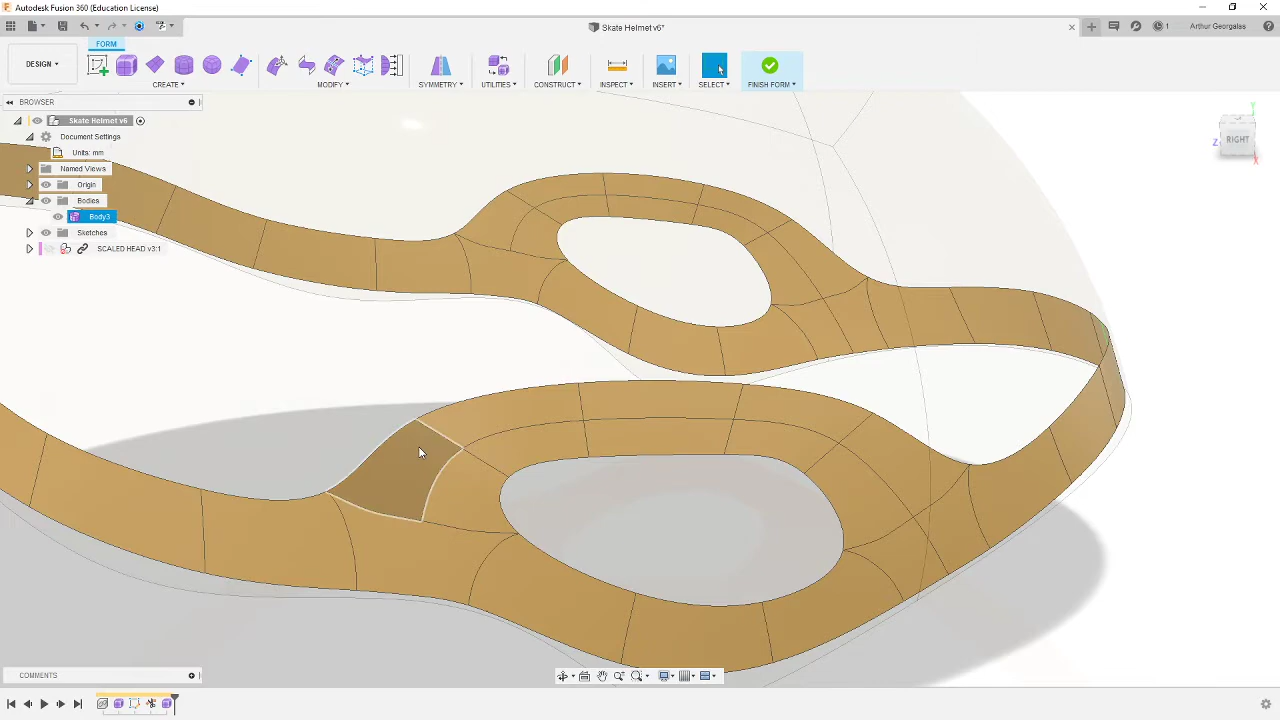 Autodesk Fusion 360 (Education License)
Skate Helmet v6*
1
Arthur Georgalas
DESIGN
FORM
CREATE
MODIFY
SYMMETRY
UTILITIES
CONSTRUCT
INSPECT
INSERT
SELECT
FINISH FORM
BROWSER
Skate Helmet v6
Document Settings
Units: mm
Named Views
Origin
Bodies
Body3
Sketches
SCALED HEAD v3:1
Y
Z
RIGHT
X
COMMENTS